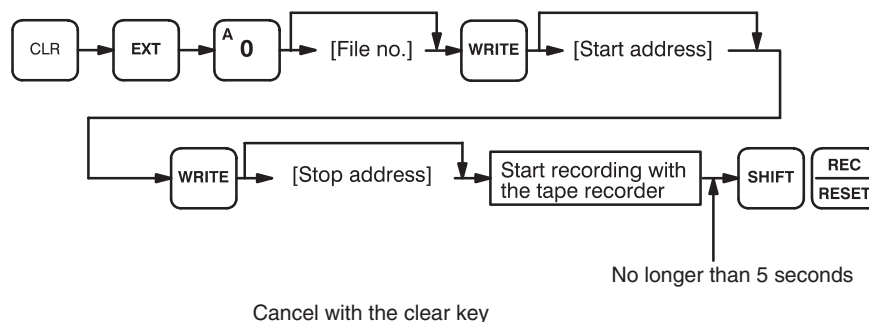 CLR EXT A 0 [File no.] WRITE [Start address]
WRITE [Stop address] Start recording with
the tape recorder SHIFT REC
RESET
No longer than 5 seconds
Cancel with the clear key